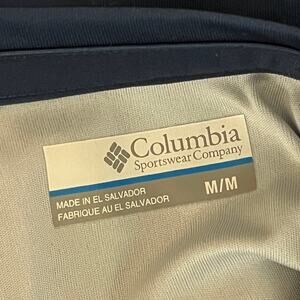 Columbia
Sportswear Company
MADE IN EL SALVADOR
FABRIQUE AU EL SALVADOR
M/M